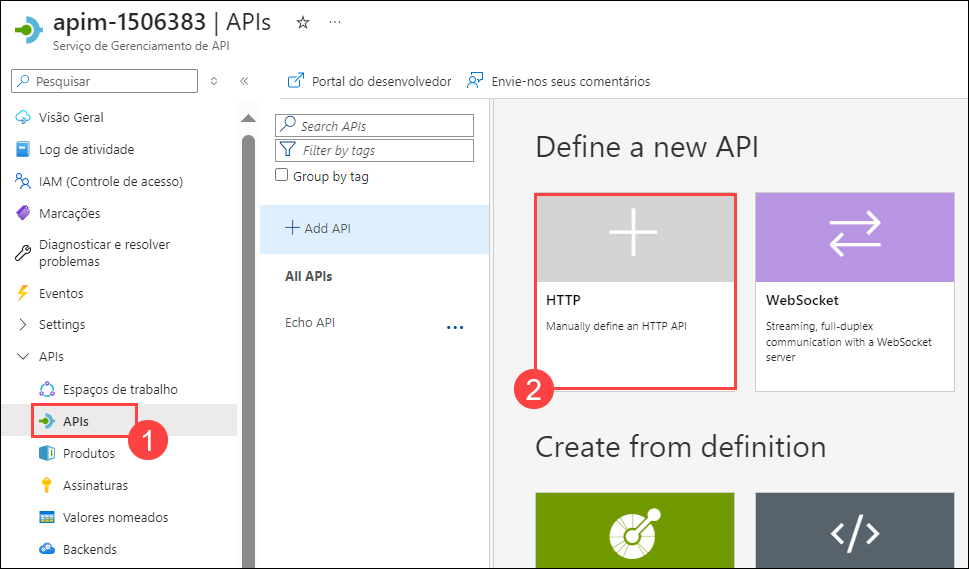 apim-1506383 | APIs
Serviço de Gerenciamento de API
Pesquisar
Visão Geral
Log de atividade
IAM (Controle de acesso)
Marcações
Diagnosticar e resolver
problemas
Eventos
Settings
APIs
Espaços de trabalho
APIs
1
Produtos
Assinaturas
Valores nomeados
Backends
Portal do desenvolvedor
Envie-nos seus comentários
Search APIs
Filter by tags
Group by tag
Add API
All APIs
Echo API
Define a new API
HTTP
Manually define an HTTP API
2
WebSocket
Streaming, full-duplex
communication with a WebSocket
server
Create from definition